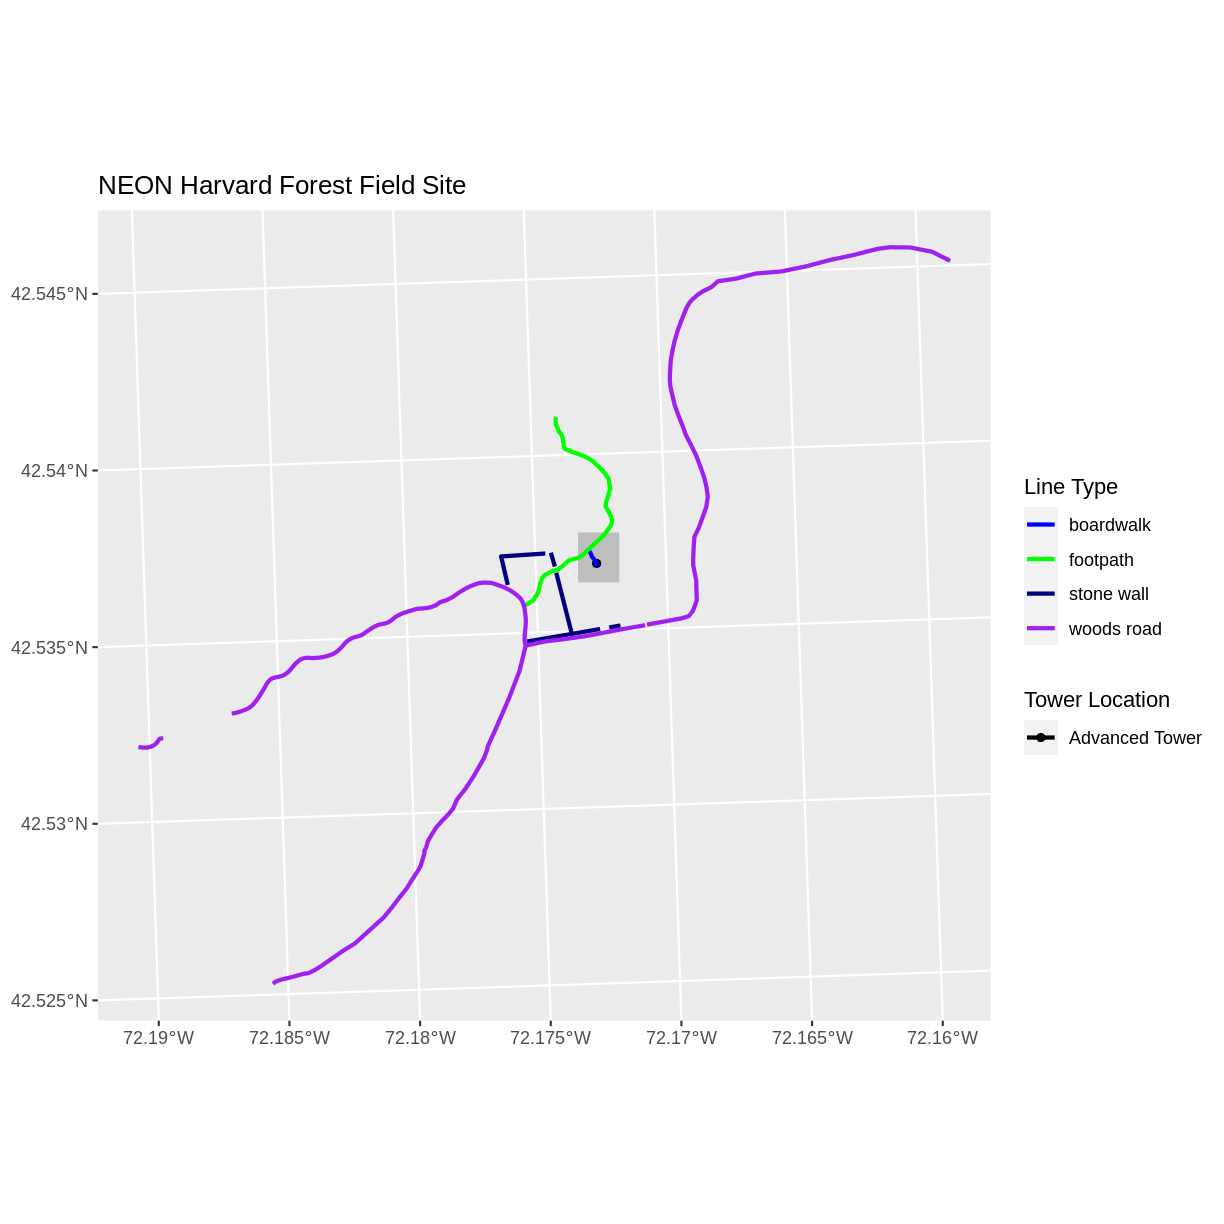 NEON Harvard Forest Field Site
42.545°N
42.54°N
42.535°N
42.53°N
42.525°N
72.19°W
72.185°W
72.18°W
72.175°W
72.17°W
72.165°W
72.16°W
Line Type
boardwalk
footpath
stone wall
woods road
Tower Location
Advanced Tower